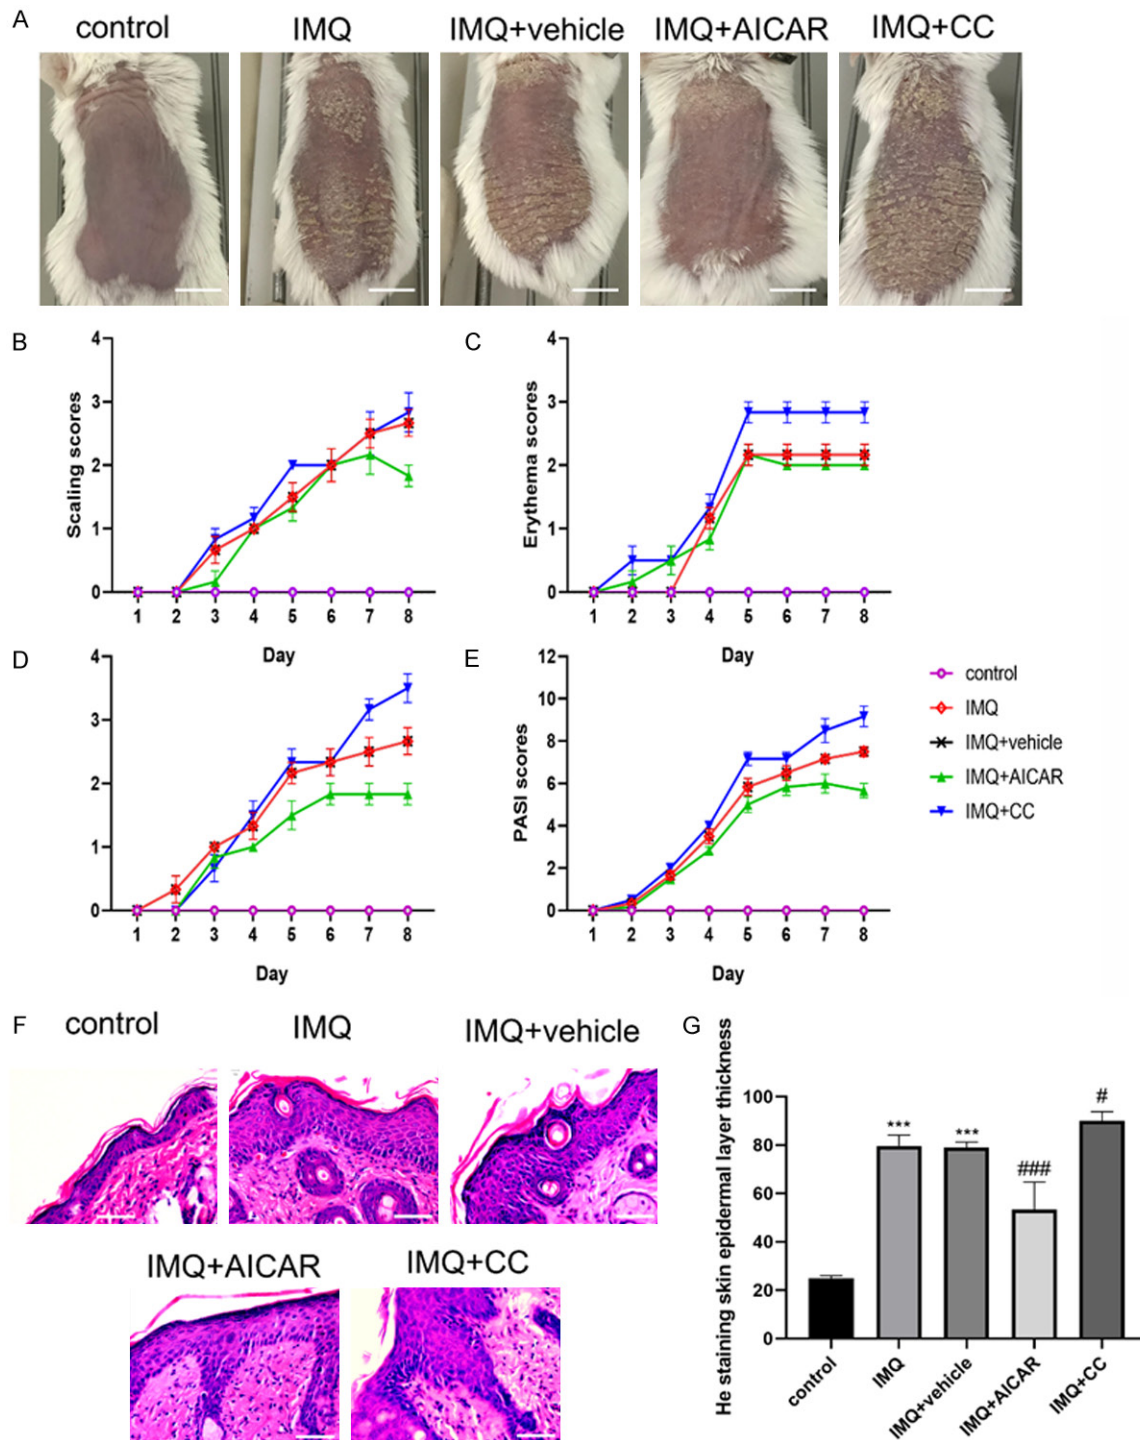 A
control IMQ IMQ+vehicle IMQ+AICAR IMQ+CC
B
Scaling scores
4
3
2
1
0
1 2 3 4 5 6 7 8
Day
C
Erythema scores
4
3
2
1
0
1 2 3 4 5 6 7 8
Day
D
4
3
2
1
0
1 2 3 4 5 6 7 8
Day
E
PASI scores
12
10
8
6
4
2
0
1 2 3 4 5 6 7 8
Day
control
IMQ
IMQ+vehicle
IMQ+AICAR
IMQ+CC
F
control IMQ IMQ+vehicle
IMQ+AICAR IMQ+CC
G
He staining skin epidermal layer thickness
100
80
60
40
20
0
*** *** ### #
control IMQ IMQ+vehicle IMQ+AICAR IMQ+CC